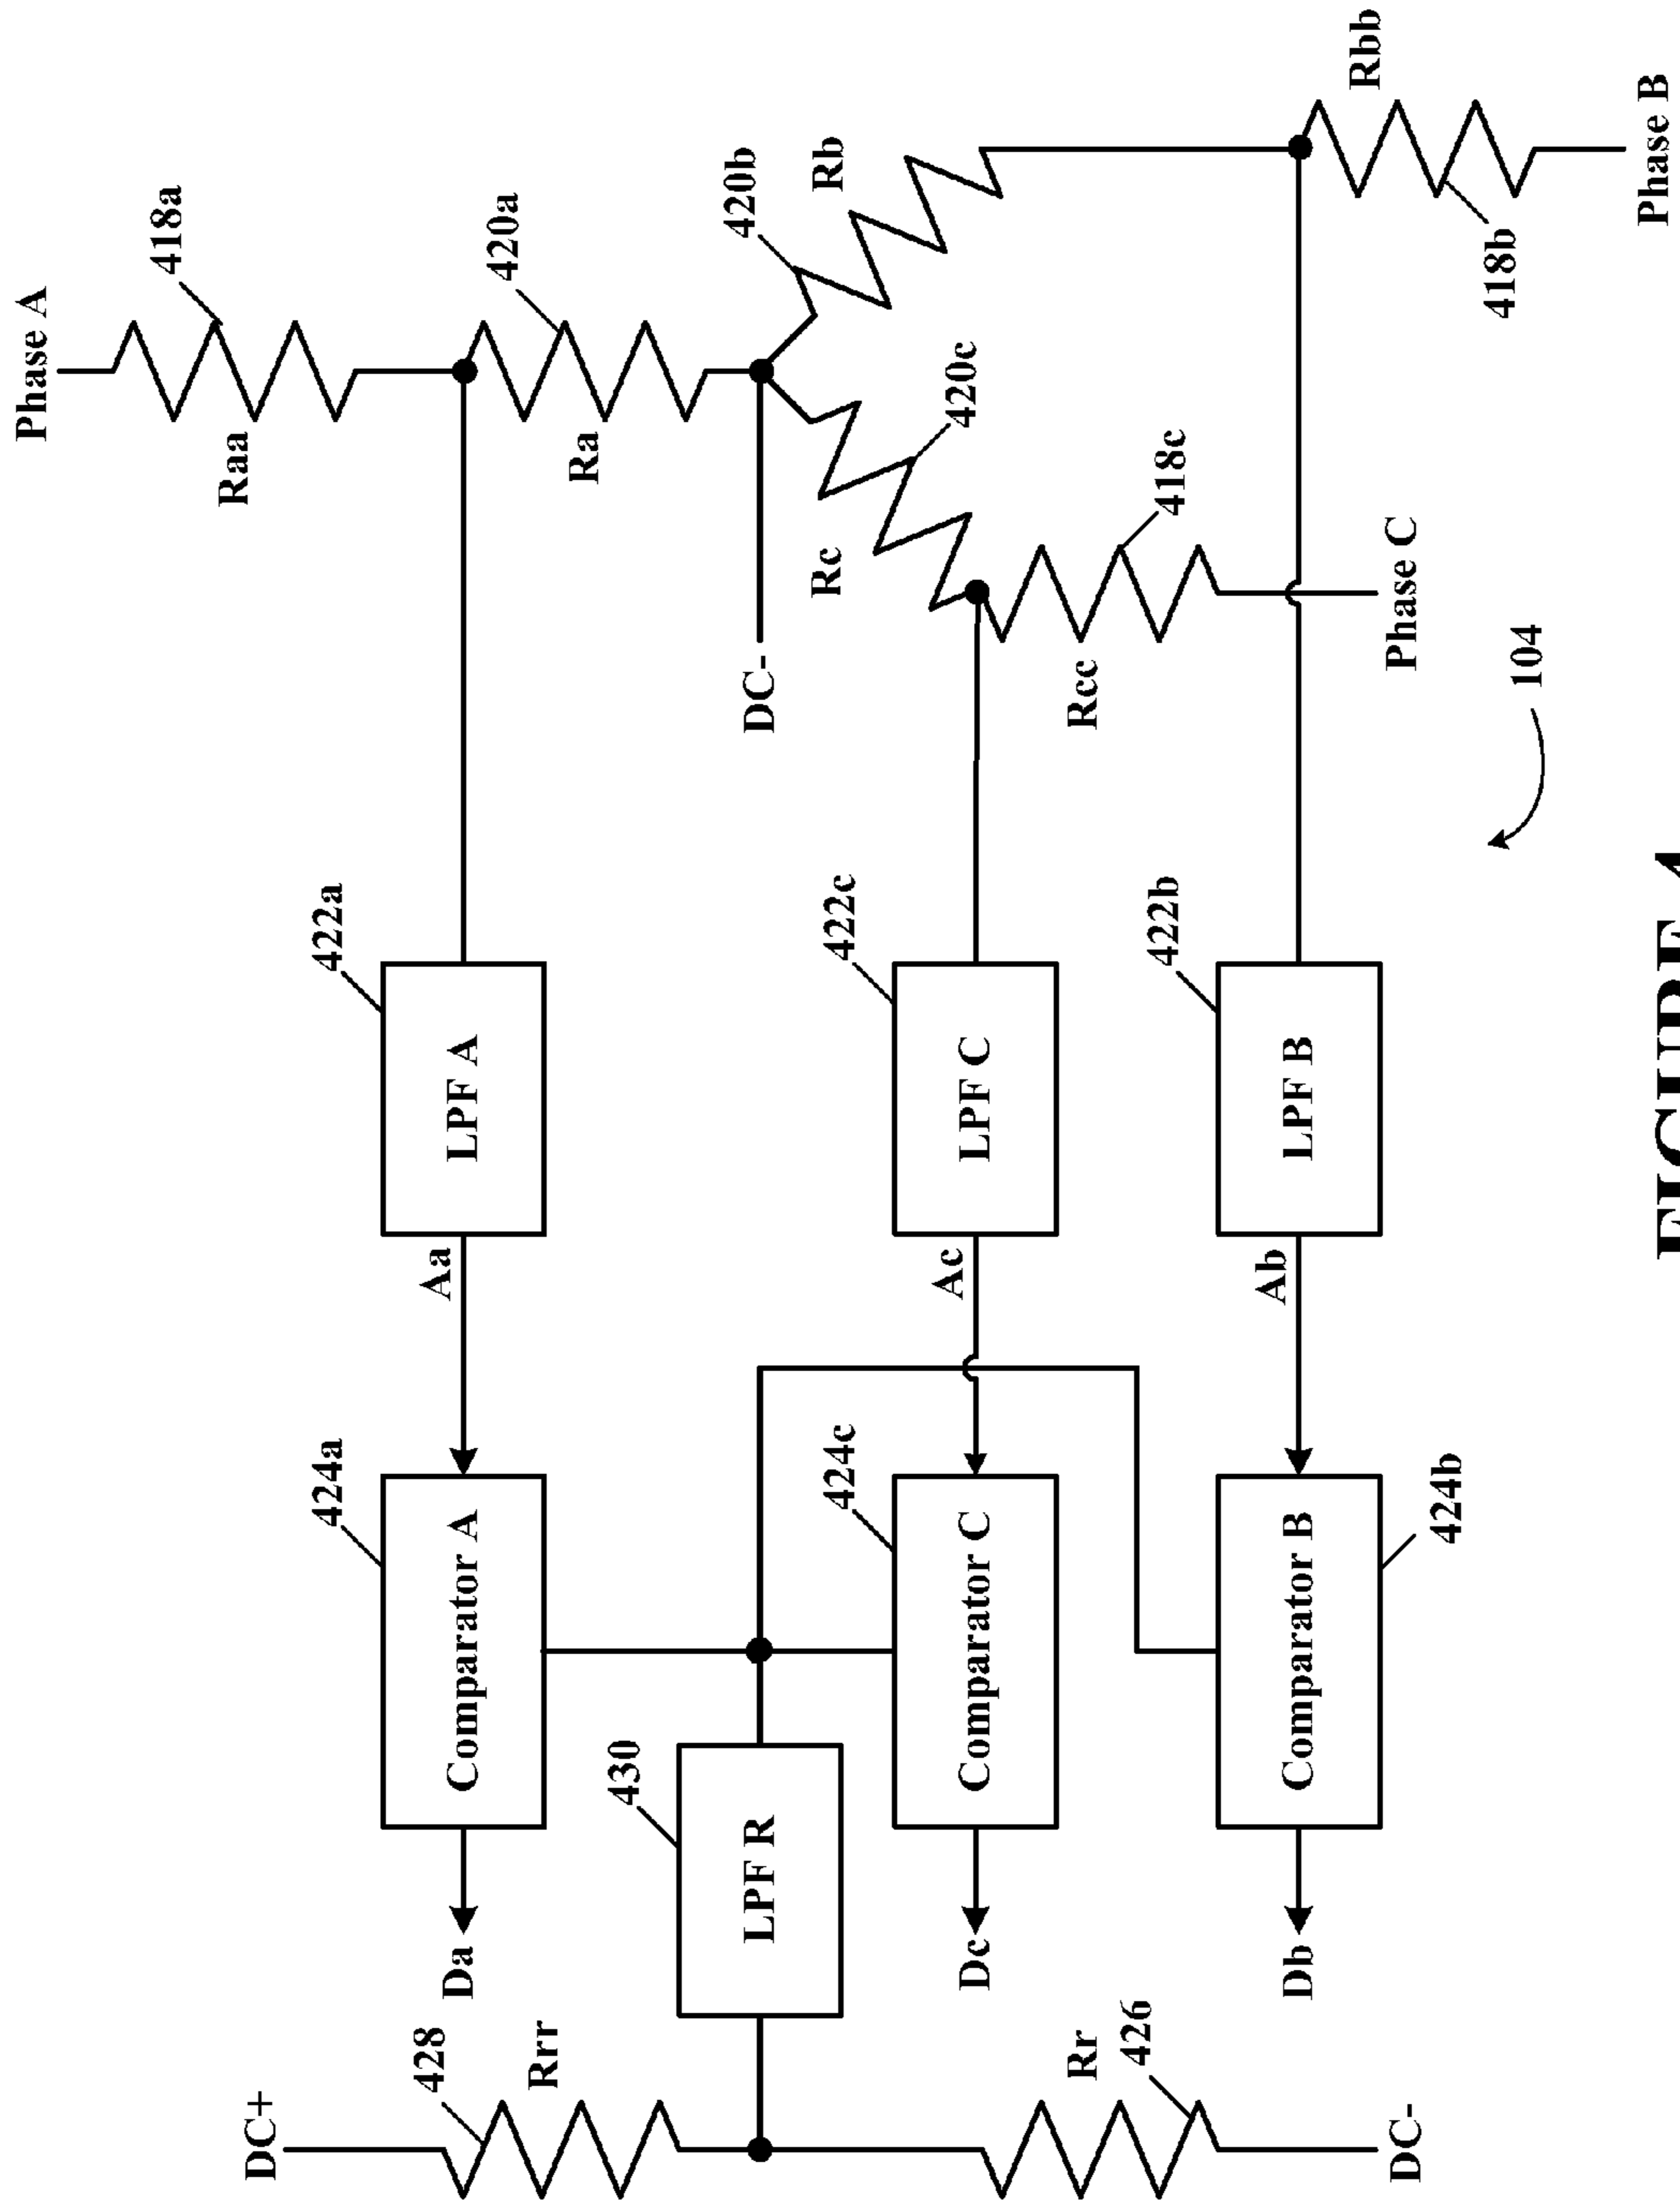 Phase A
418a
Raa
420a
Ra
420b
Rb
Rbb
418b
Phase B
DC-
Rc
420c
418c
Rcc
Phase C
104
422a
LPF A
422c
LPF C
422b
LPF B
Aa
Ac
Ab
424a
Comparator A
424c
Comparator C
424b
Comparator B
430
LPF R
Da
Dc
Db
DC+
428
Rrr
Rr
426
DC-